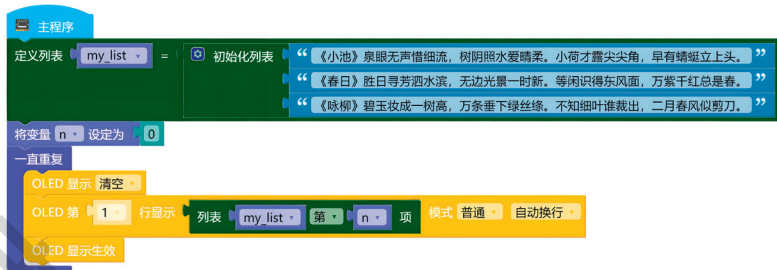 主程序
定义列表 my_list = 初始化列表 “《小池》泉眼无声惜细流，树阴照水爱晴柔。小荷才露尖尖角，早有蜻蜓立上头。”
“《春日》胜日寻芳泗水滨，无边光景一时新。等闲识得东风面，万紫千红总是春。”
“《咏柳》碧玉妆成一树高，万条垂下绿丝绦。不知细叶谁裁出，二月春风似剪刀。”
将变量 n 设定为 0
一直重复
OLED 显示 清空
OLED 第 1 行显示 列表 my_list 第 n 项 模式 普通 自动换行
OLED 显示生效